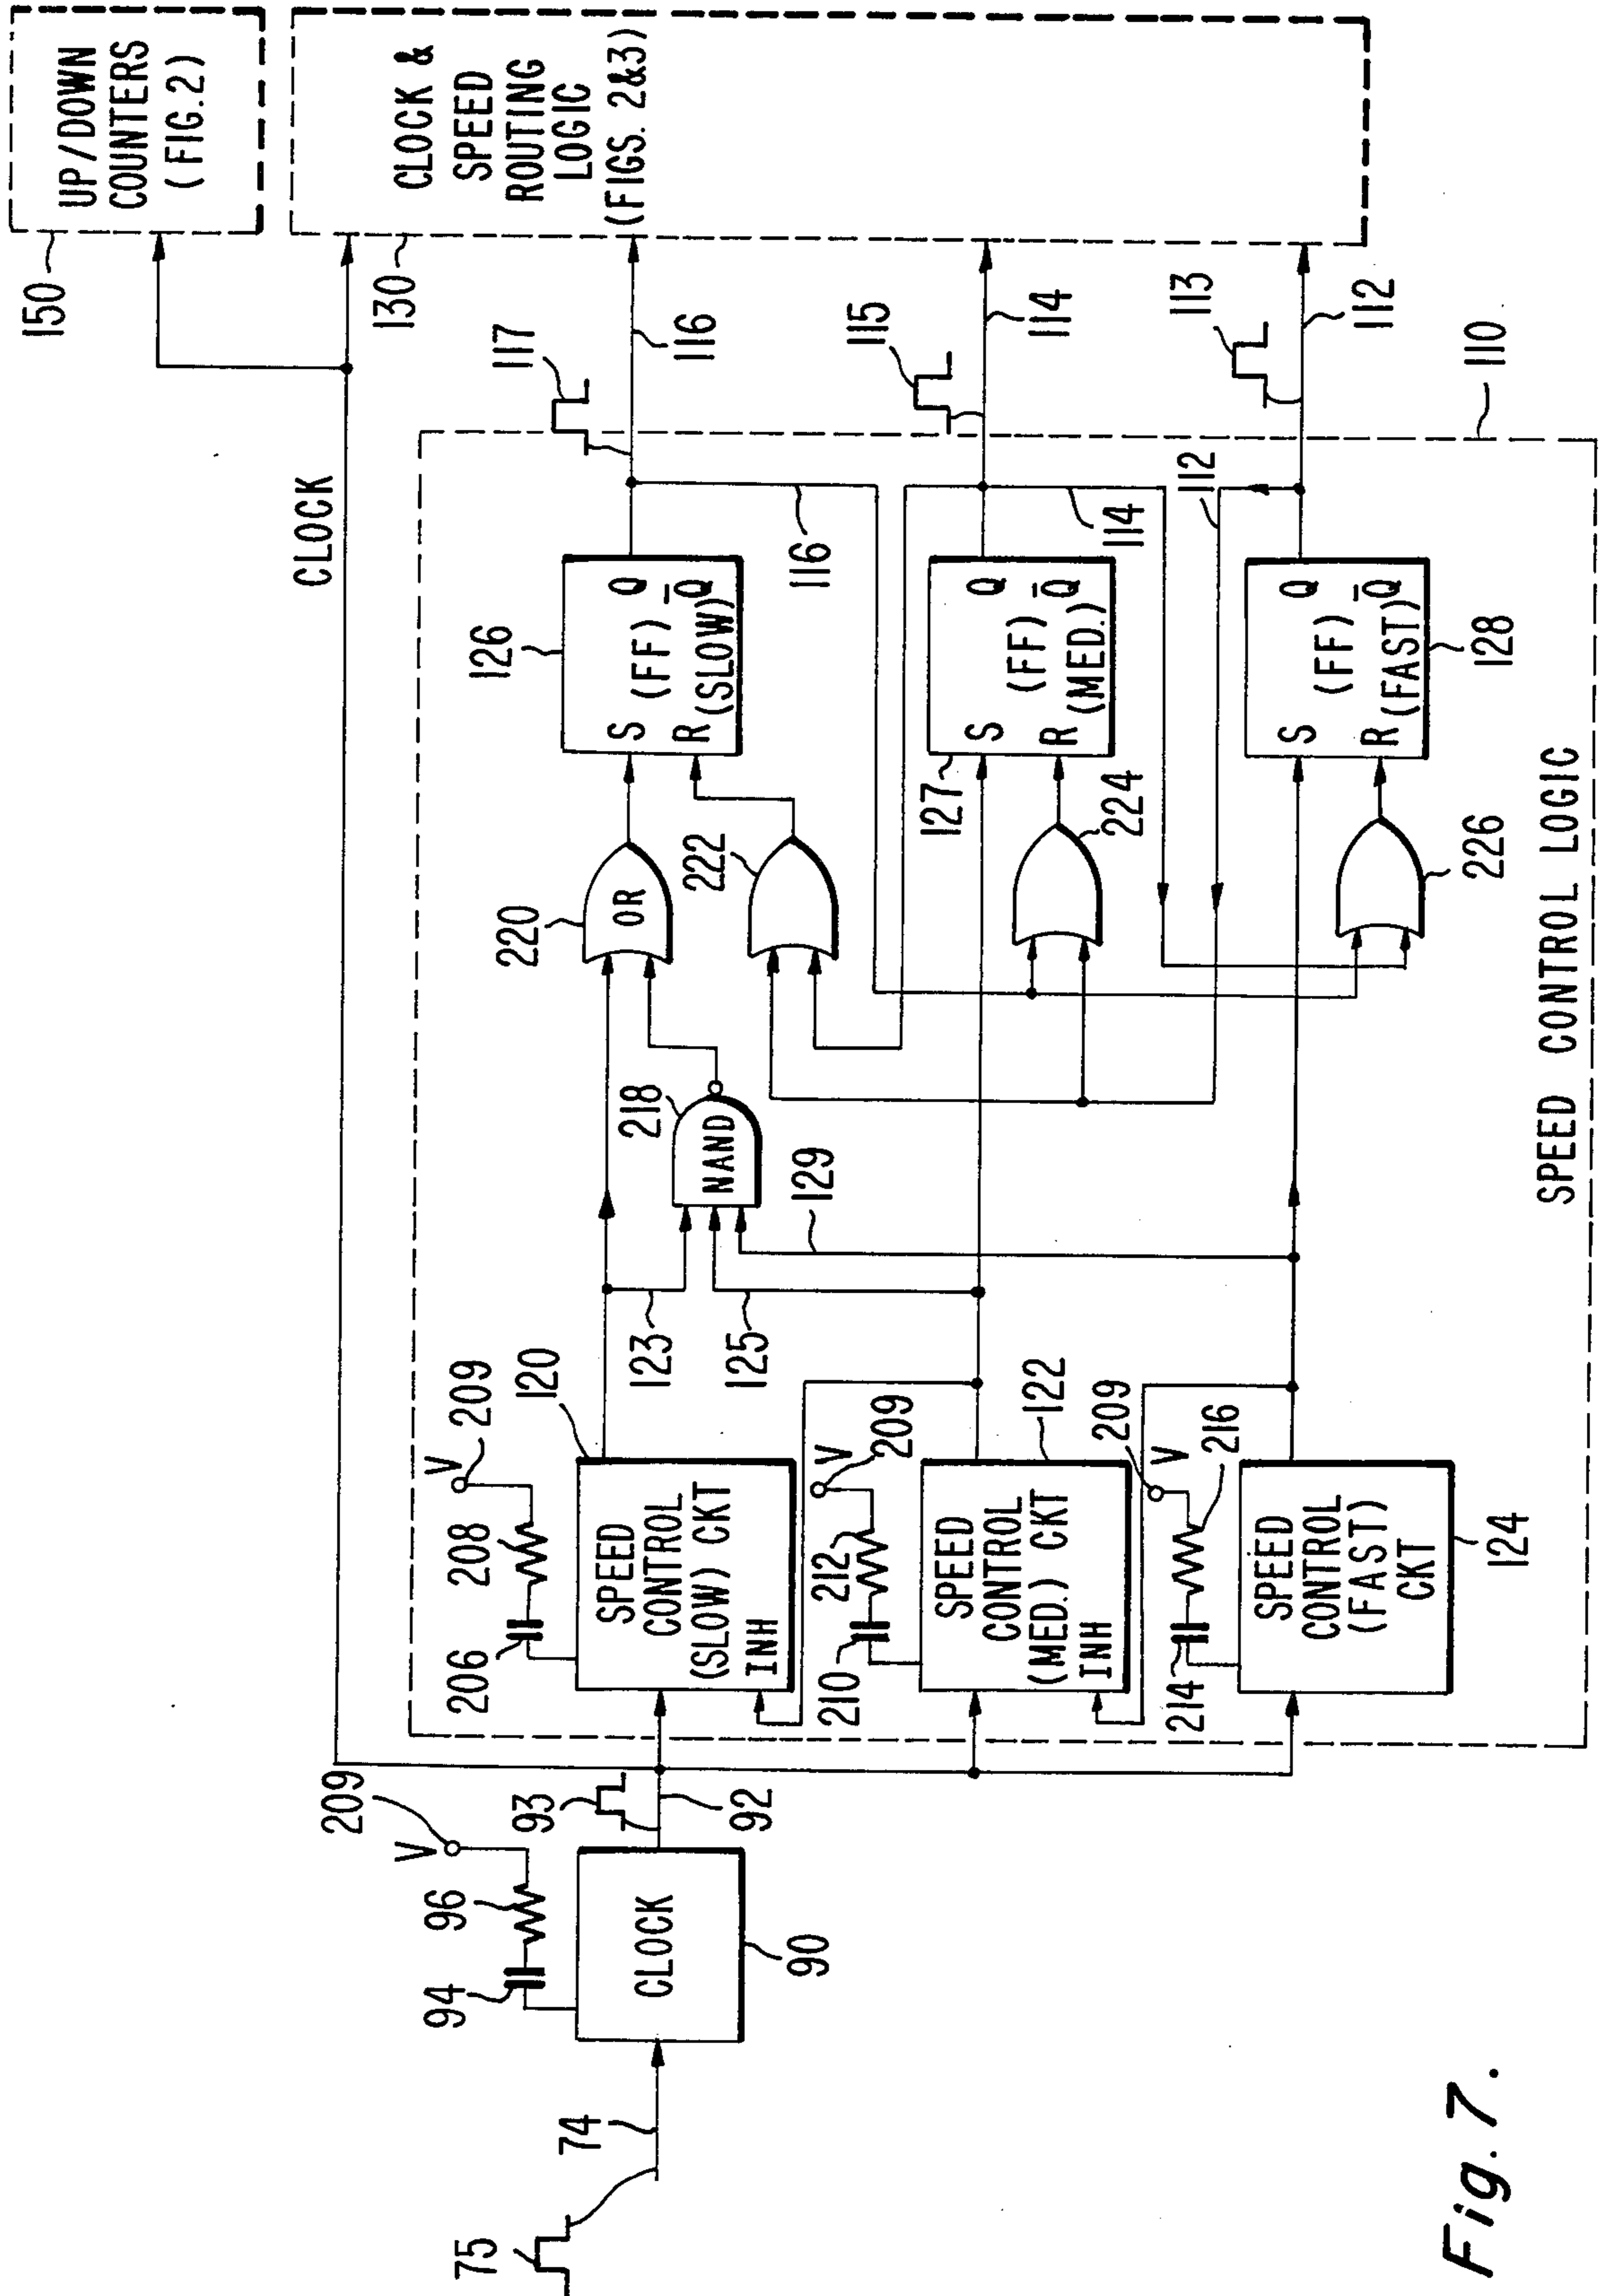 UP/DOWN
COUNTERS
(FIG.2)
150
CLOCK &
SPEED
ROUTING
LOGIC
(FIGS. 2&3)
130
CLOCK
117
116
115
114
113
112
110
75
74
CLOCK
90
94
96
V
209
93
92
SPEED
CONTROL
(SLOW) CKT
INH
120
206
208
V
209
SPEED
CONTROL
(MED.) CKT
INH
122
210
212
V
209
SPEED
CONTROL
(FAST)
CKT
124
214
216
V
209
123
125
129
NAND
218
OR
220
222
224
226
S Q
(FF)
R Q̄
(SLOW)
126
116
S Q
(FF)
R Q̄
(MED.)
127
114
112
S Q
(FF)
R Q̄
(FAST)
128
SPEED CONTROL LOGIC
Fig. 7.